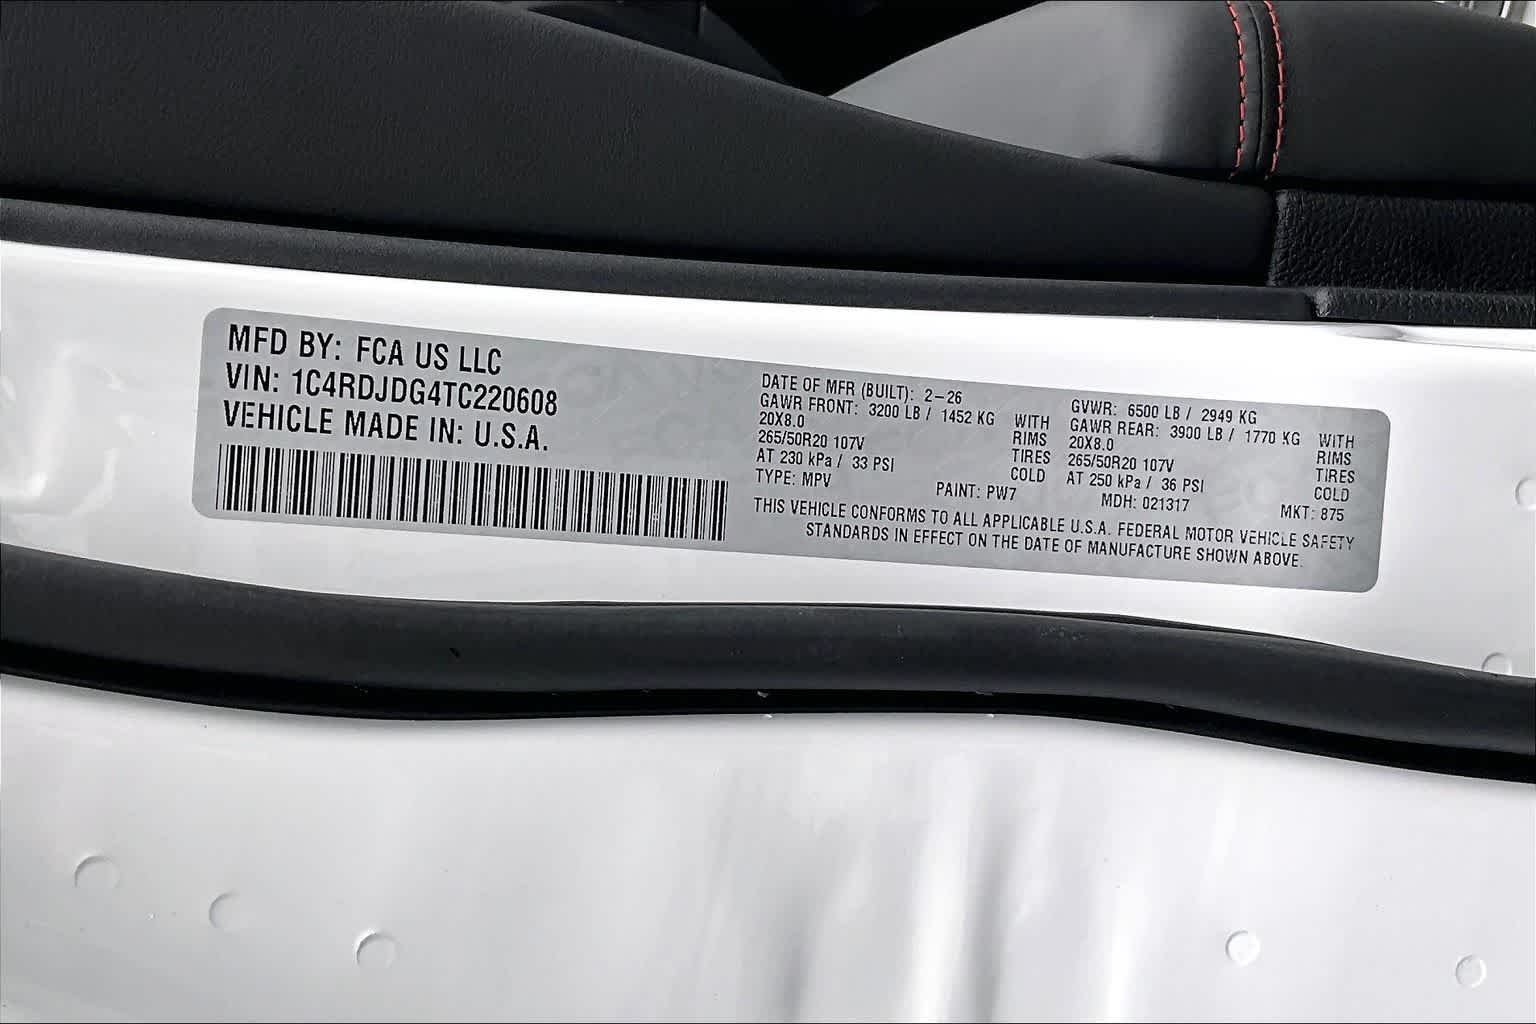 MFD BY: FCA US LLC
VIN: 1C4RDJDG4TC220608
VEHICLE MADE IN: U.S.A.
DATE OF MFR (BUILT): 2-26
GAWR FRONT: 3200 LB / 1452 KG WITH
20X8.0 RIMS
265/50R20 107V TIRES
AT 230 kPa / 33 PSI COLD
TYPE: MPV PAINT: PW7
GVWR: 6500 LB / 2949 KG
GAWR REAR: 3900 LB / 1770 KG WITH
20X8.0 RIMS
265/50R20 107V TIRES
AT 250 kPa / 36 PSI COLD
MDH: 021317 MKT: 875
THIS VEHICLE CONFORMS TO ALL APPLICABLE U.S.A. FEDERAL MOTOR VEHICLE SAFETY
STANDARDS IN EFFECT ON THE DATE OF MANUFACTURE SHOWN ABOVE.